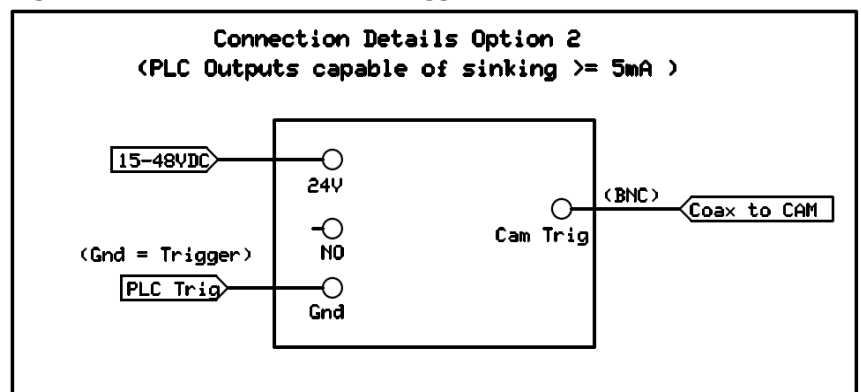 Connection Details Option 2
(PLC Outputs capable of sinking >= 5mA )
15-48VDC
24V
(BNC)
Coax to CAM
Cam Trig
NO
(Gnd = Trigger)
PLC Trig
Gnd